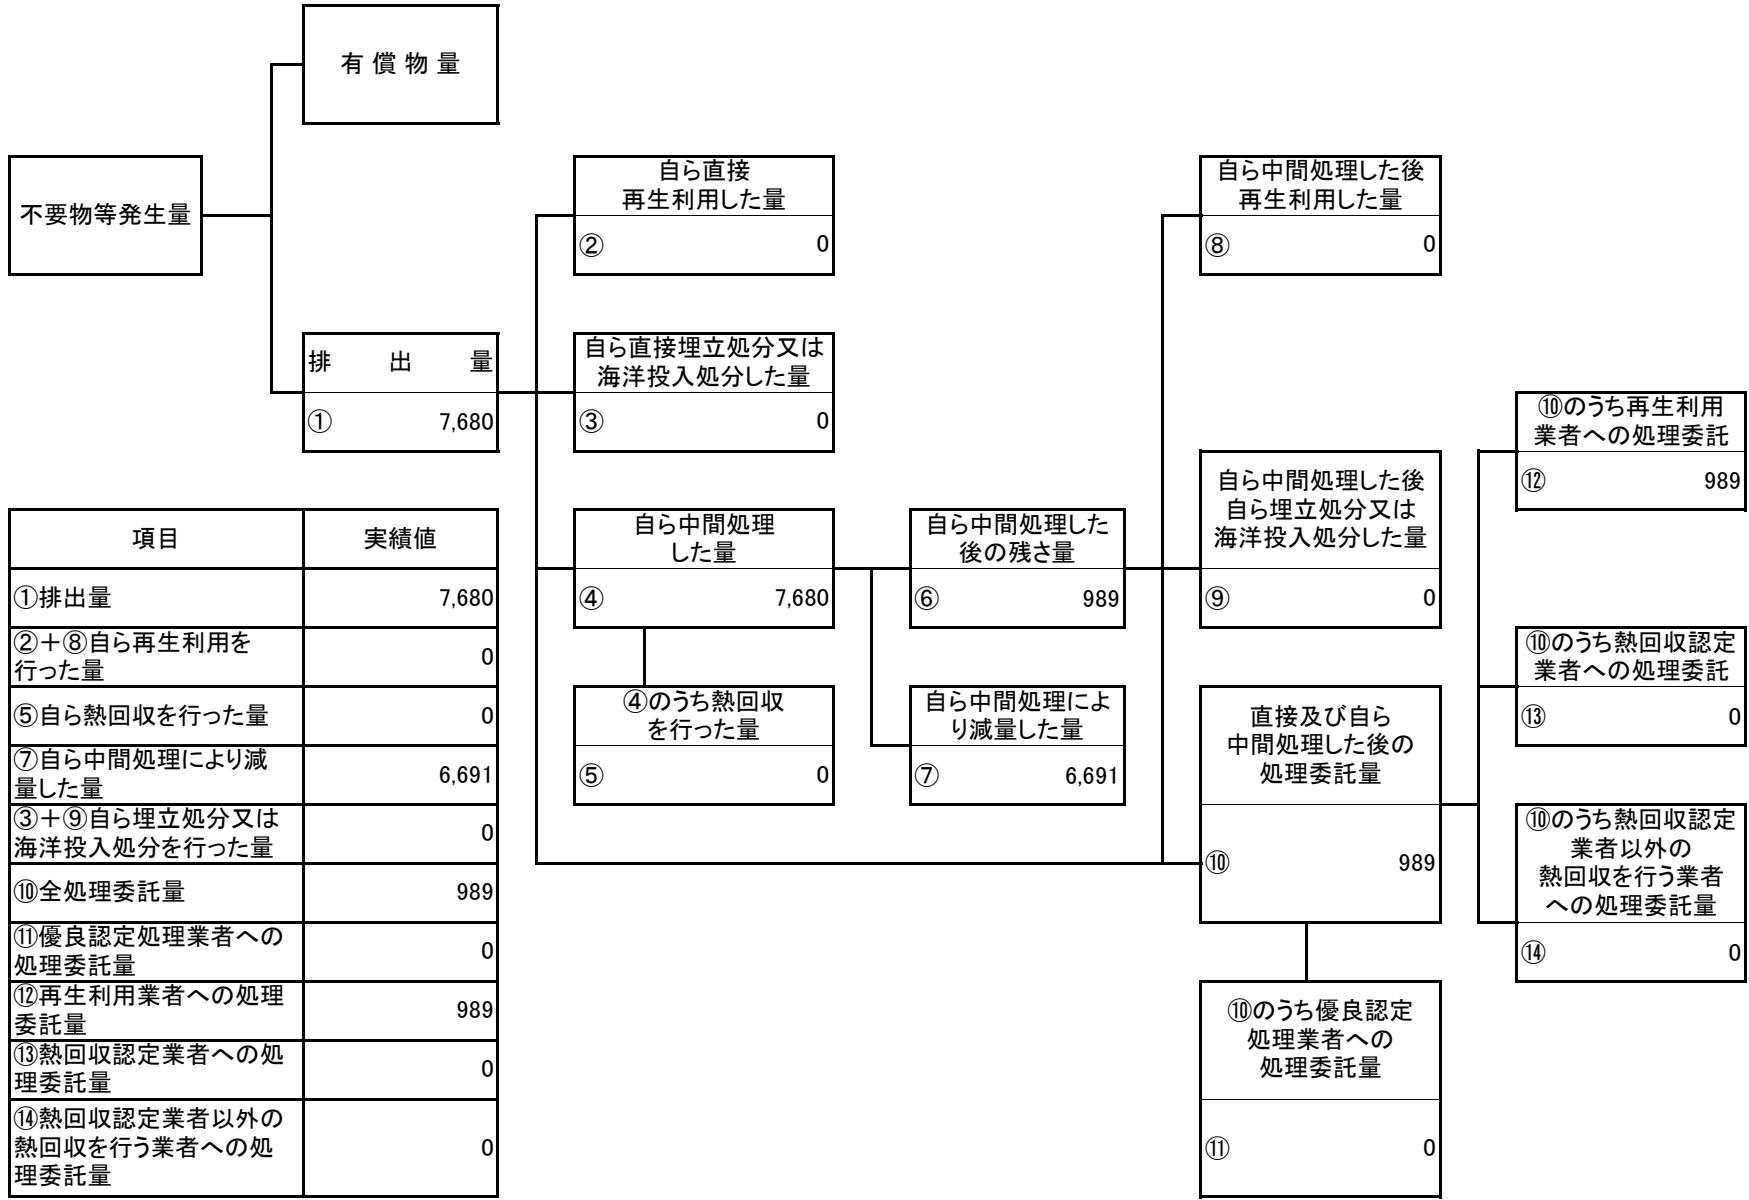 有償物量
不要物等発生量
排出量
① 7,680
自ら直接
再生利用した量
② 0
自ら直接埋立処分又は
海洋投入処分した量
③ 0
自ら中間処理
した量
④ 7,680
④のうち熱回収
を行った量
⑤ 0
自ら中間処理した
後の残さ量
⑥ 989
自ら中間処理によ
り減量した量
⑦ 6,691
自ら中間処理した後
再生利用した量
⑧ 0
自ら中間処理した後
自ら埋立処分又は
海洋投入処分した量
⑨ 0
直接及び自ら
中間処理した後の
処理委託量
⑩ 989
⑩のうち優良認定
処理業者への
処理委託量
⑪ 0
⑩のうち再生利用
業者への処理委託
⑫ 989
⑩のうち熱回収認定
業者への処理委託
⑬ 0
⑩のうち熱回収認定
業者以外の
熱回収を行う業者
への処理委託量
⑭ 0
項目 実績値
①排出量 7,680
②＋⑧自ら再生利用を
行った量 0
⑤自ら熱回収を行った量 0
⑦自ら中間処理により減
量した量 6,691
③＋⑨自ら埋立処分又は
海洋投入処分を行った量 0
⑩全処理委託量 989
⑪優良認定処理業者への
処理委託量 0
⑫再生利用業者への処理
委託量 989
⑬熱回収認定業者への処
理委託量 0
⑭熱回収認定業者以外の
熱回収を行う業者への処
理委託量 0